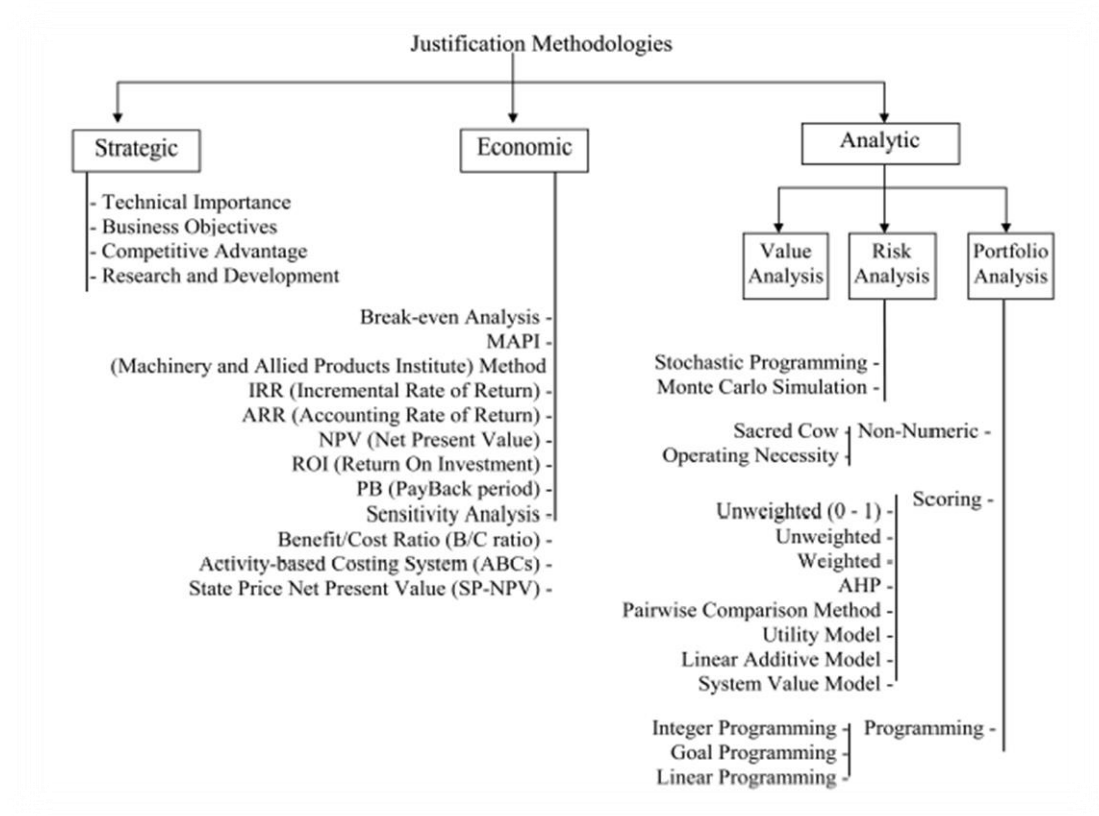 Justification Methodologies
Strategic
Economic
Analytic
- Technical Importance
- Business Objectives
- Competitive Advantage
- Research and Development
Value
Analysis
Risk
Analysis
Portfolio
Analysis
Break-even Analysis -
MAPI -
(Machinery and Allied Products Institute) Method
IRR (Incremental Rate of Return) -
ARR (Accounting Rate of Return) -
NPV (Net Present Value) -
ROI (Return On Investment) -
PB (PayBack period) -
Sensitivity Analysis -
Benefit/Cost Ratio (B/C ratio) -
Activity-based Costing System (ABCs) -
State Price Net Present Value (SP-NPV) -
Stochastic Programming -
Monte Carlo Simulation -
Non-Numeric -
Sacred Cow -
Operating Necessity -
Scoring -
Unweighted (0 - 1) -
Unweighted -
Weighted -
AHP -
Pairwise Comparison Method -
Utility Model -
Linear Additive Model -
System Value Model -
Programming -
Integer Programming -
Goal Programming -
Linear Programming -